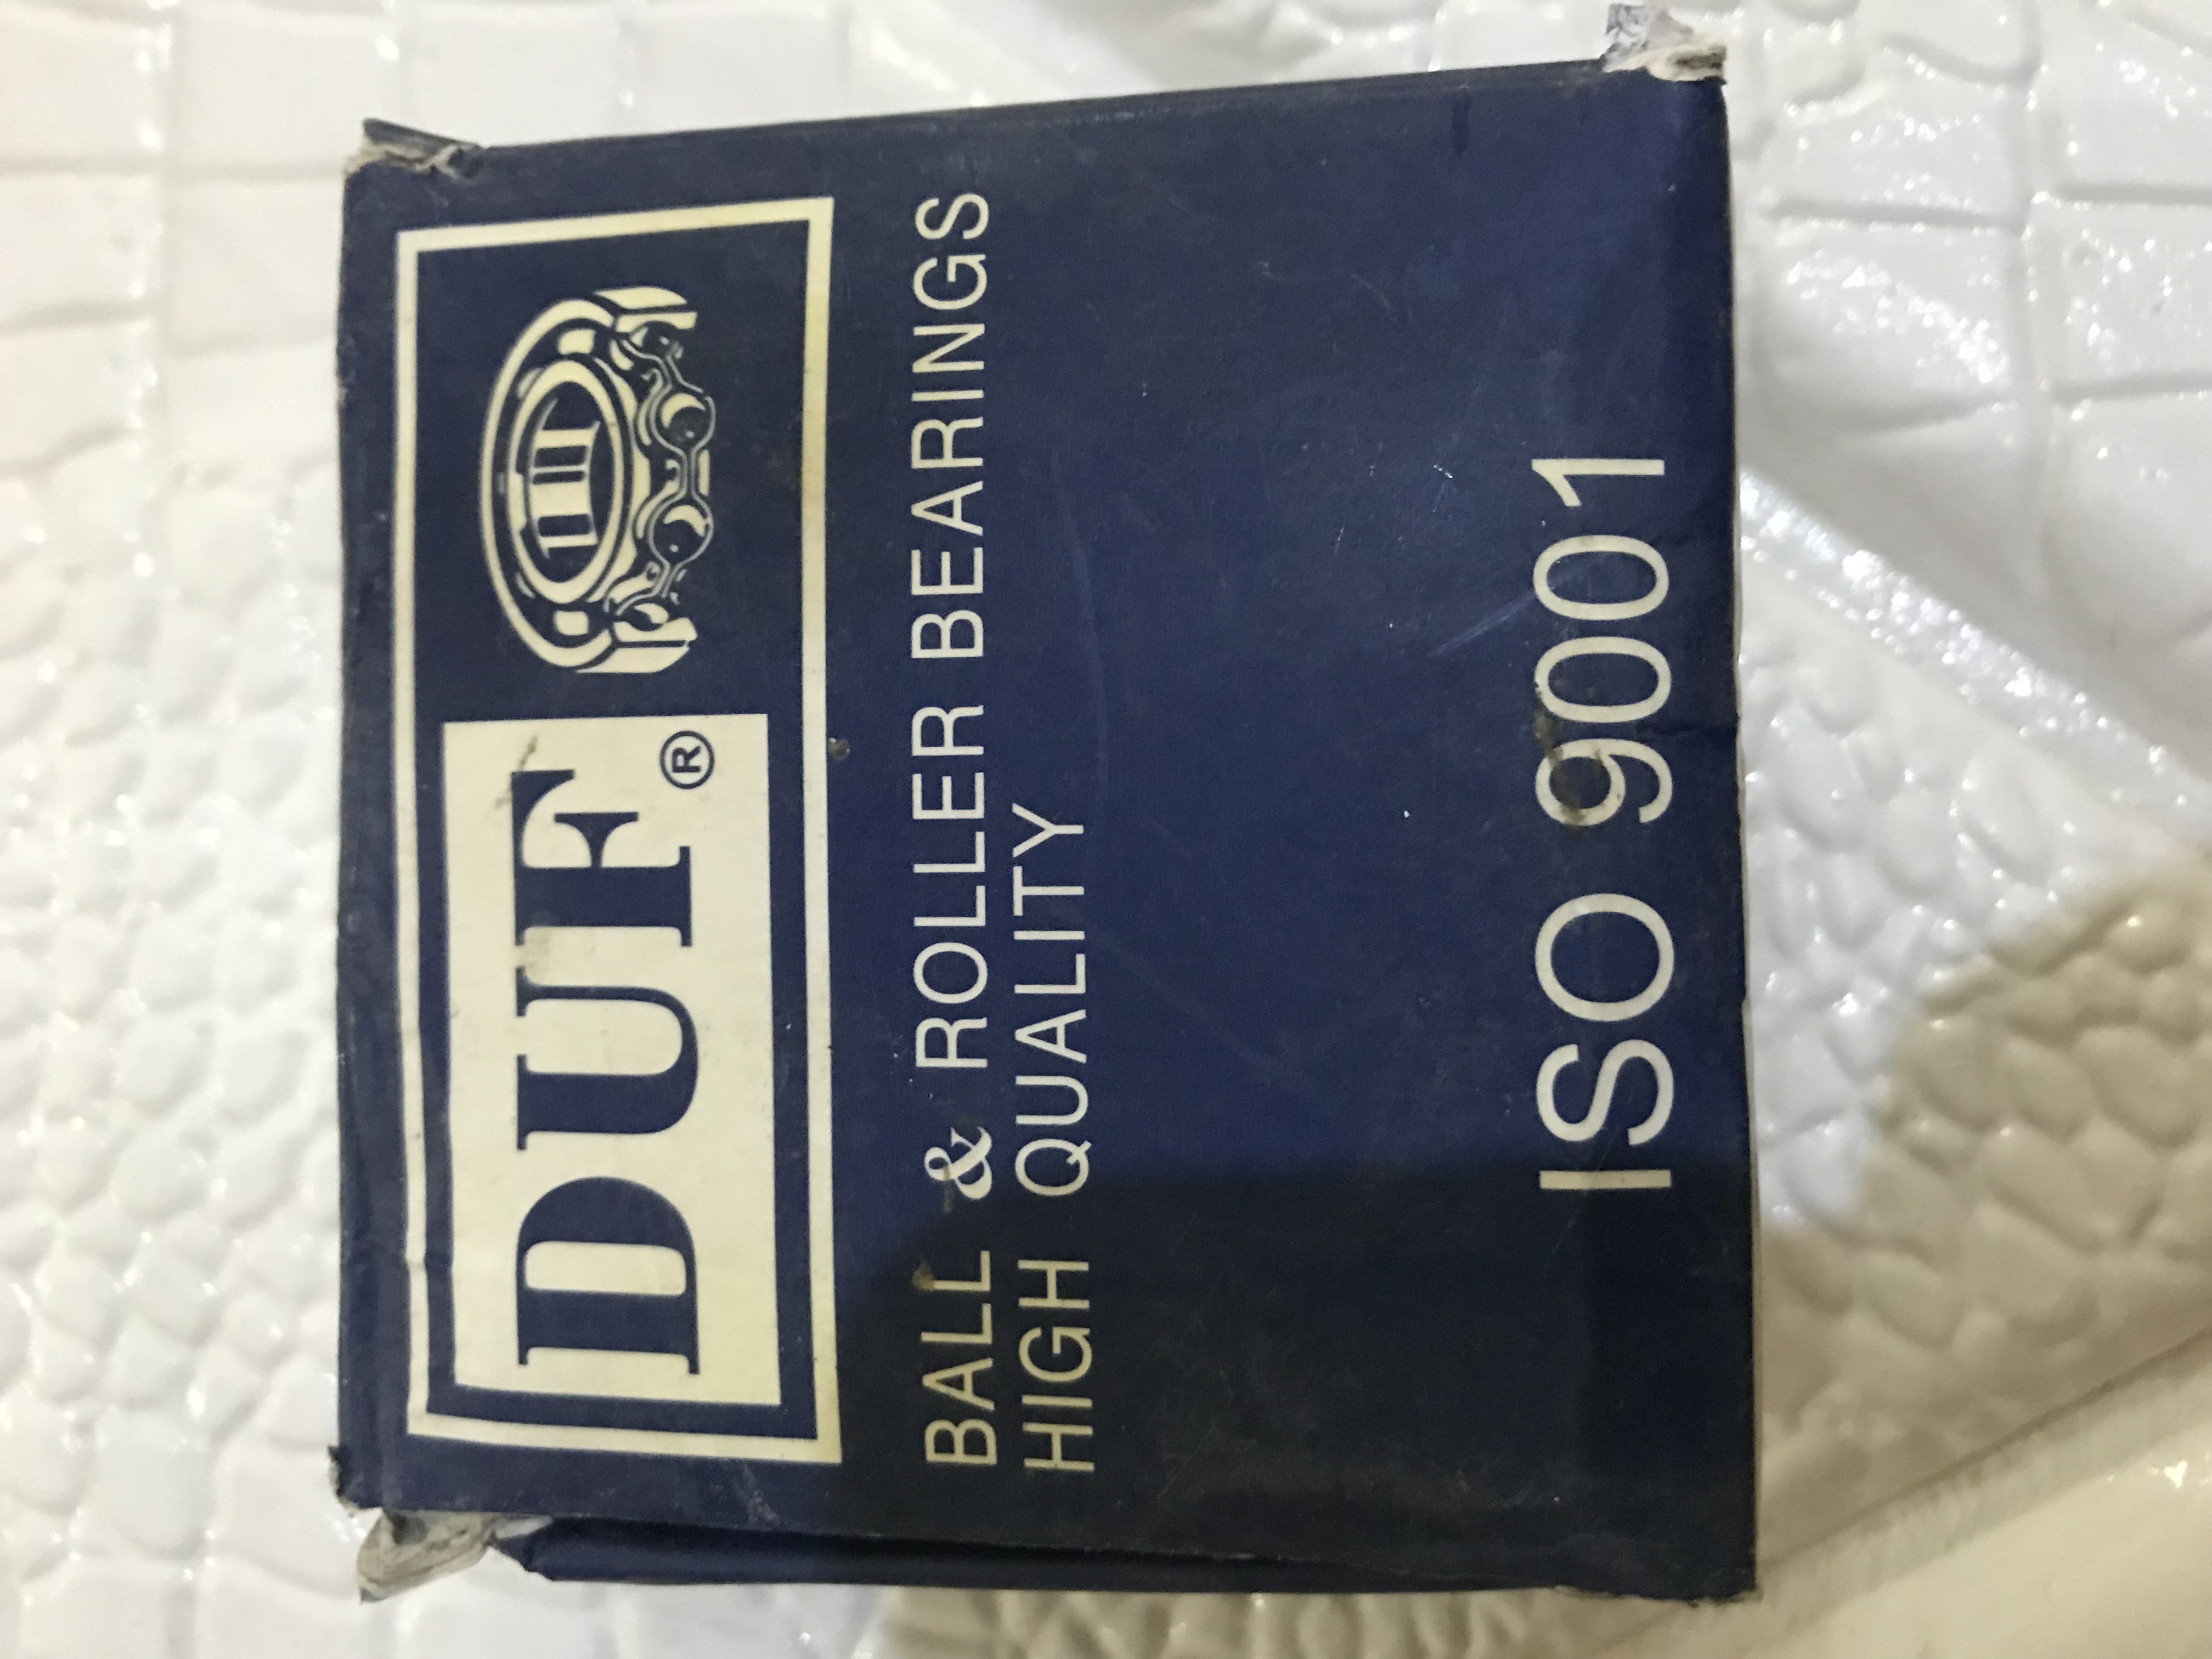 DUF®
BALL & ROLLER BEARINGS
HIGH QUALITY
ISO 9001